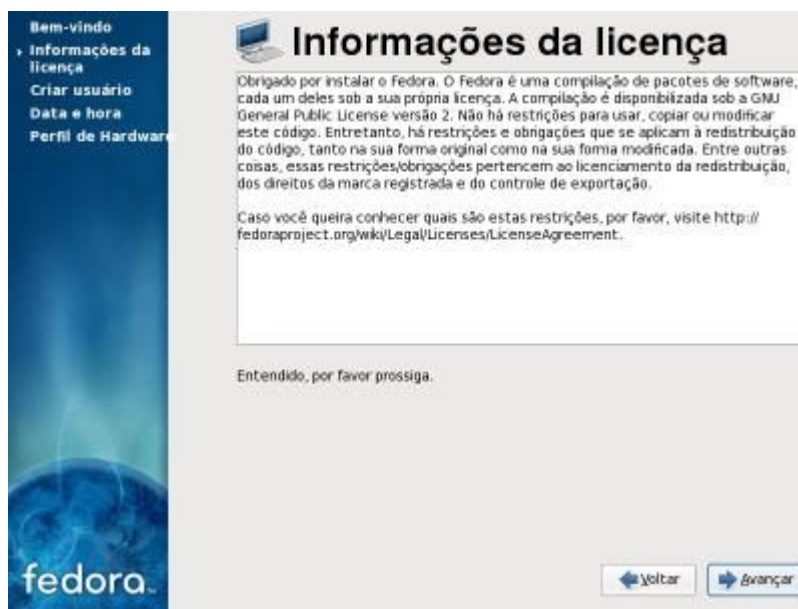 Bem-vindo
Informações da
licença
Criar usuário
Data e hora
Perfil de Hardware
Informações da licença
Obrigado por instalar o Fedora. O Fedora é uma compilação de pacotes de software,
cada um deles sob a sua própria licença. A compilação é disponibilizada sob a GNU
General Public License versão 2. Não há restrições para usar, copiar ou modificar
este código. Entretanto, há restrições e obrigações que se aplicam à redistribuição
do código, tanto na sua forma original como na sua forma modificada. Entre outras
coisas, essas restrições/obrigações pertencem ao licenciamento da redistribuição,
dos direitos da marca registrada e do controle de exportação.
Caso você queira conhecer quais são estas restrições, por favor, visite http://
fedoraproject.org/wiki/Legal/Licenses/LicenseAgreement.
Entendido, por favor prossiga.
Voltar
Avançar
fedora